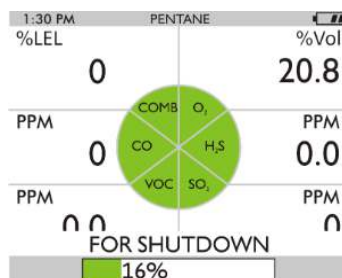 1:30 PM PENTANE
%LEL %Vol
0 20.8
COMB O₂
PPM PPM
CO H₂S
0 0.0
VOC SO₂
PPM PPM
FOR SHUTDOWN
16%